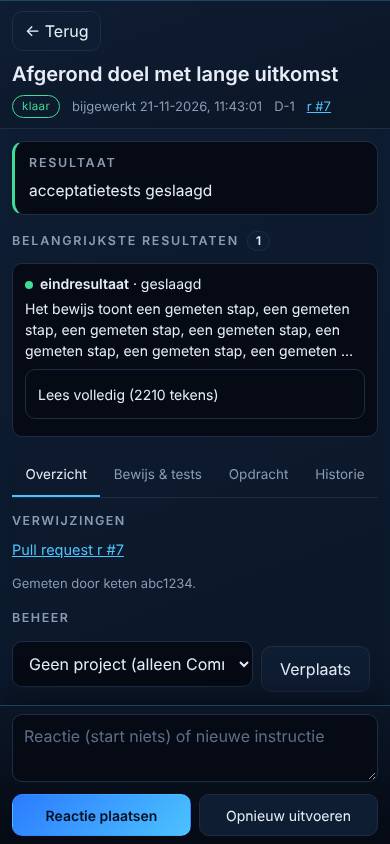 ← Terug
Afgerond doel met lange uitkomst
klaar bijgewerkt 21-11-2026, 11:43:01 D-1 r #7
RESULTAAT
acceptatietests geslaagd
BELANGRIJKSTE RESULTATEN 1
eindresultaat · geslaagd
Het bewijs toont een gemeten stap, een gemeten
stap, een gemeten stap, een gemeten stap, een
gemeten stap, een gemeten stap, een gemeten ...
Lees volledig (2210 tekens)
Overzicht Bewijs & tests Opdracht Historie
VERWIJZINGEN
Pull request r #7
Gemeten door keten abc1234.
BEHEER
Geen project (alleen Comm Verplaats
Reactie (start niets) of nieuwe instructie
Reactie plaatsen Opnieuw uitvoeren